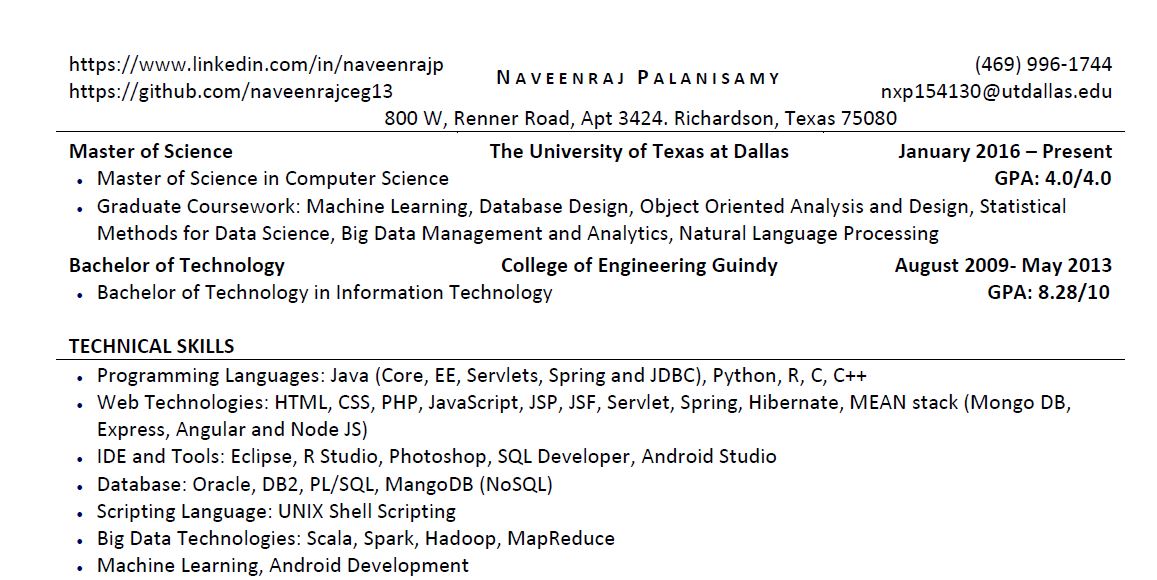 https://www.linkedin.com/in/naveenrajp
https://github.com/naveenrajceg13
NAVEENRAJ PALANISAMY
(469) 996-1744
nxp154130@utdallas.edu
800 W, Renner Road, Apt 3424. Richardson, Texas 75080
Master of Science The University of Texas at Dallas January 2016 – Present
• Master of Science in Computer Science GPA: 4.0/4.0
• Graduate Coursework: Machine Learning, Database Design, Object Oriented Analysis and Design, Statistical
Methods for Data Science, Big Data Management and Analytics, Natural Language Processing
Bachelor of Technology College of Engineering Guindy August 2009- May 2013
• Bachelor of Technology in Information Technology GPA: 8.28/10
TECHNICAL SKILLS
• Programming Languages: Java (Core, EE, Servlets, Spring and JDBC), Python, R, C, C++
• Web Technologies: HTML, CSS, PHP, JavaScript, JSP, JSF, Servlet, Spring, Hibernate, MEAN stack (Mongo DB,
Express, Angular and Node JS)
• IDE and Tools: Eclipse, R Studio, Photoshop, SQL Developer, Android Studio
• Database: Oracle, DB2, PL/SQL, MangoDB (NoSQL)
• Scripting Language: UNIX Shell Scripting
• Big Data Technologies: Scala, Spark, Hadoop, MapReduce
• Machine Learning, Android Development